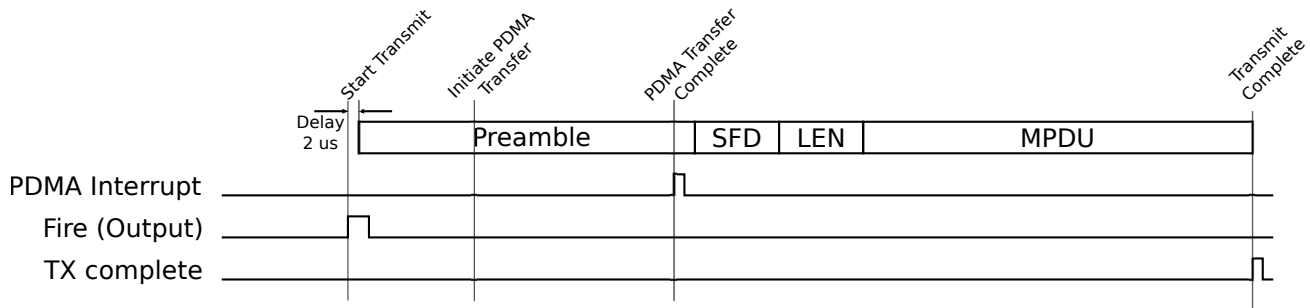 Start Transmit
Initiate PDMA
Transfer
PDMA Transfer
Complete
Transmit
Complete
Delay
2 us
Preamble
SFD
LEN
MPDU
PDMA Interrupt
Fire (Output)
TX complete